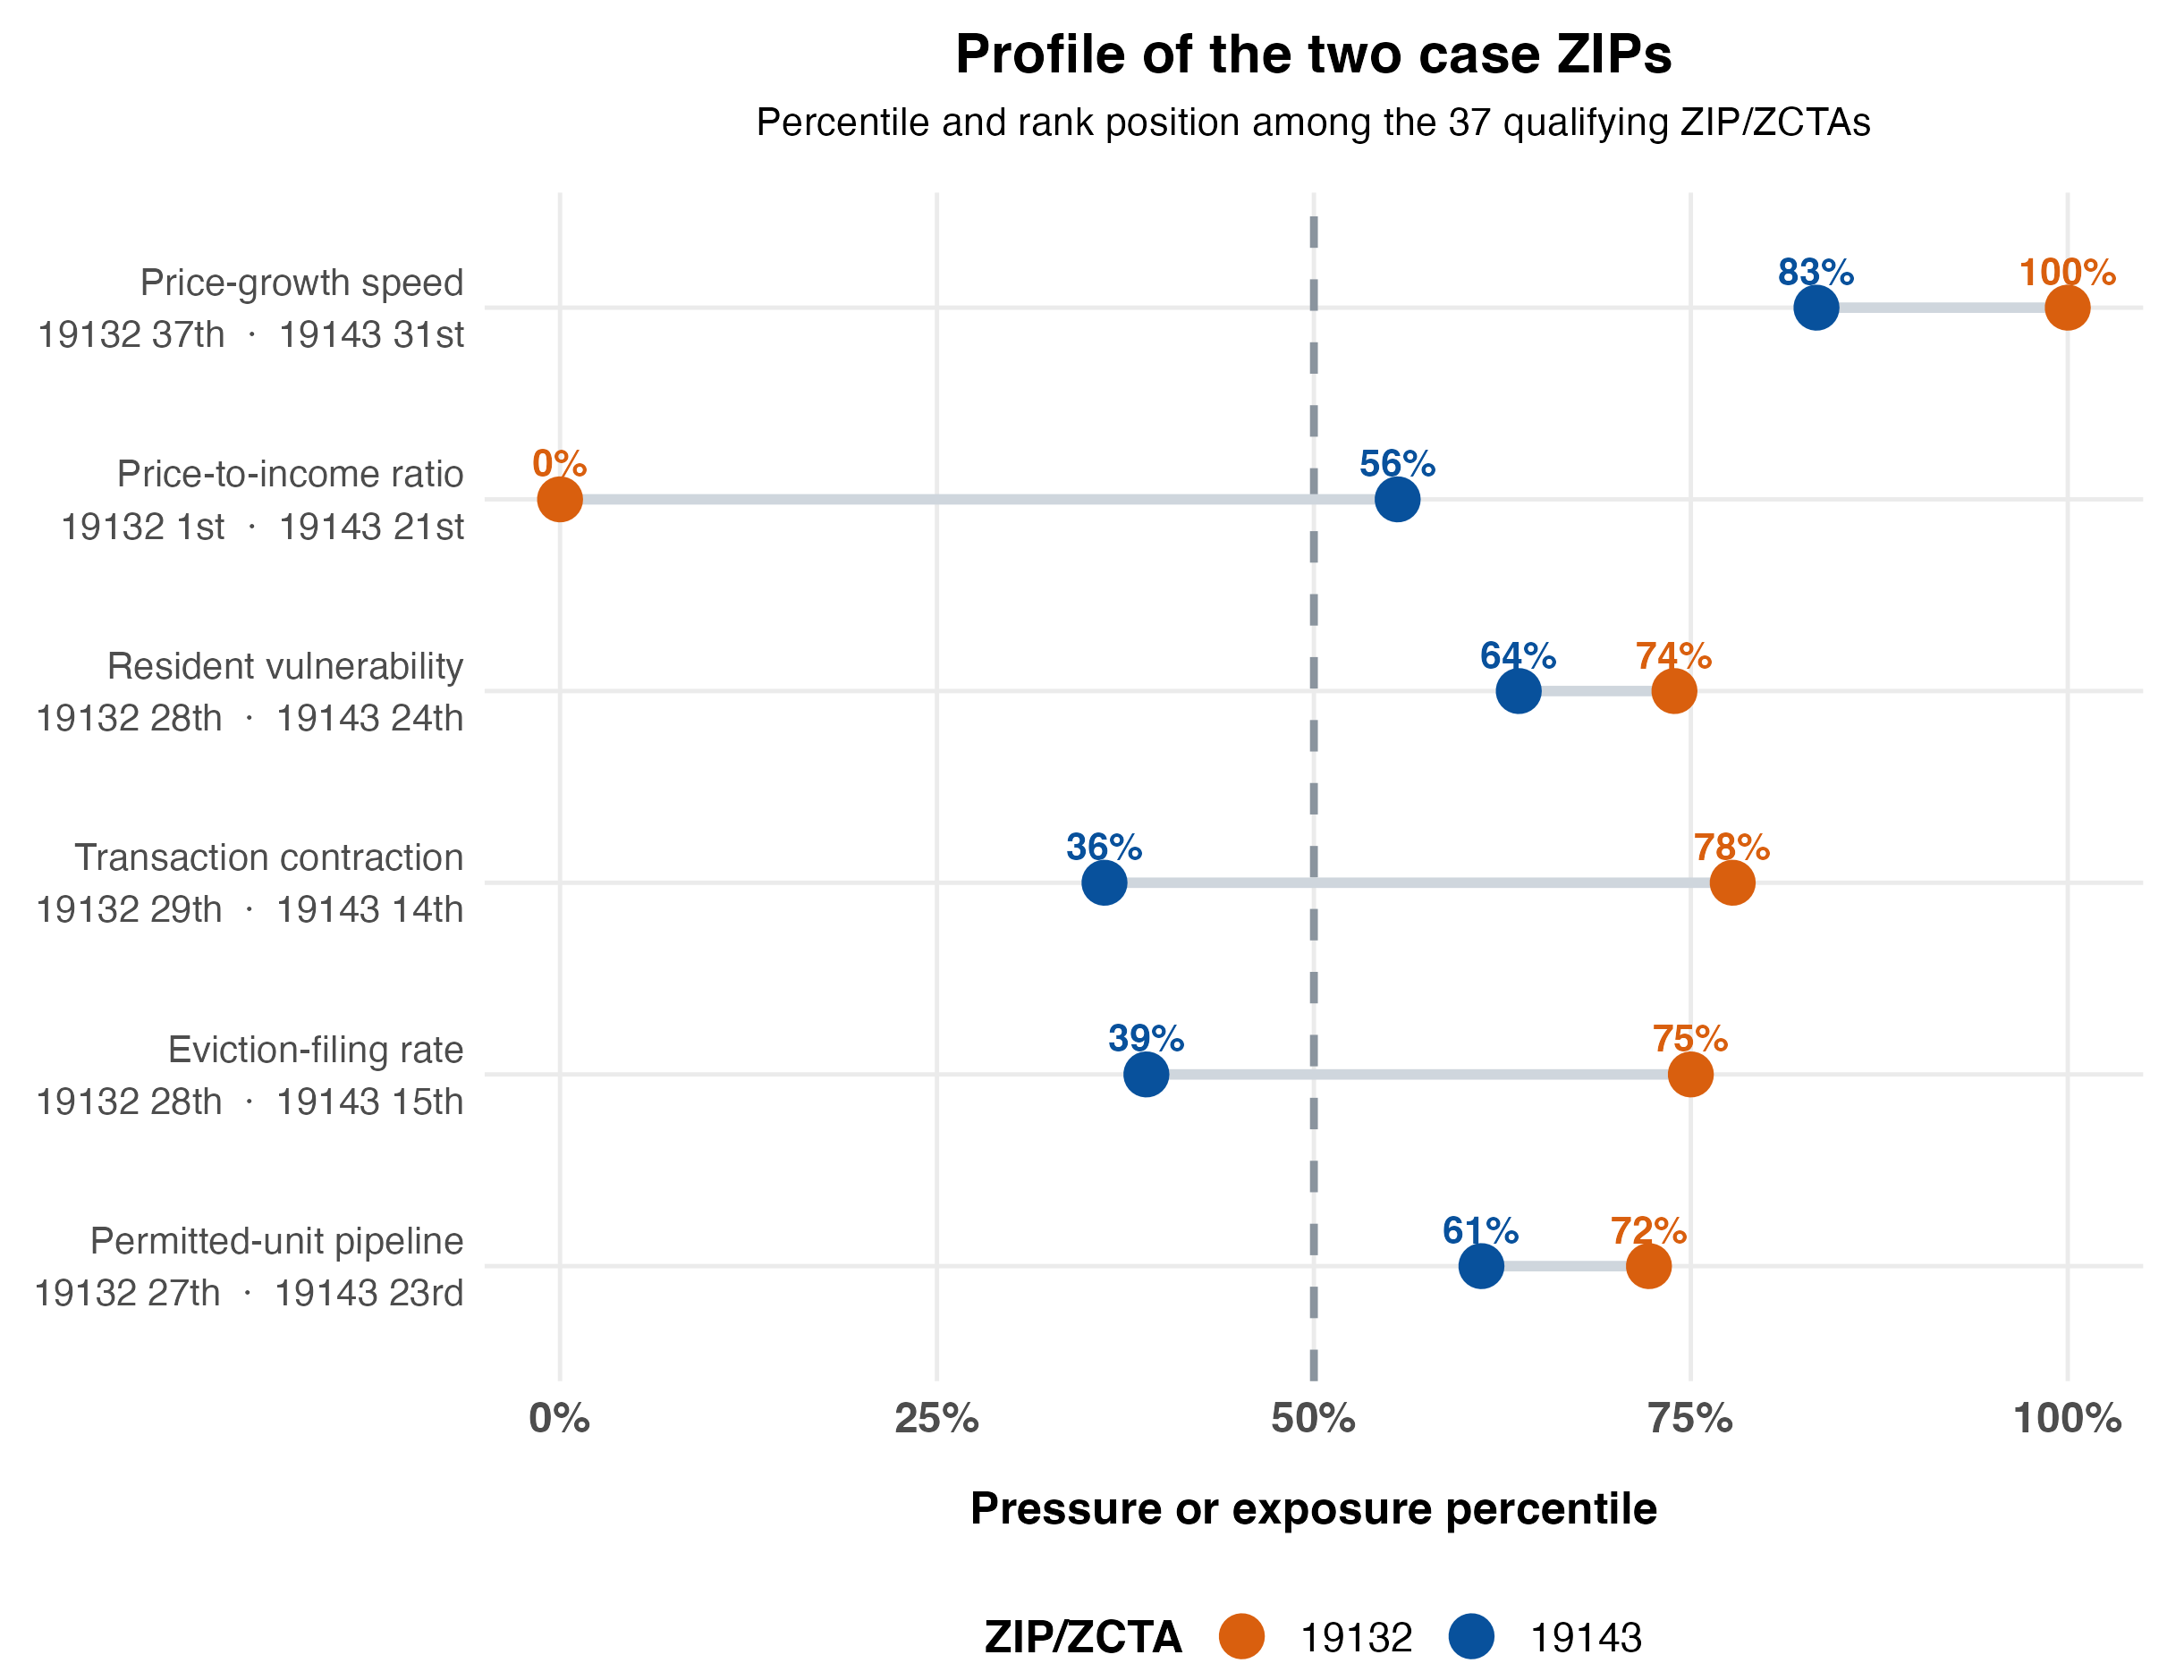 Profile of the two case ZIPs
Percentile and rank position among the 37 qualifying ZIP/ZCTAs
Price-growth speed
19132 37th · 19143 31st
83%
100%
Price-to-income ratio
19132 1st · 19143 21st
0%
56%
Resident vulnerability
19132 28th · 19143 24th
64%
74%
Transaction contraction
19132 29th · 19143 14th
36%
78%
Eviction-filing rate
19132 28th · 19143 15th
39%
75%
Permitted-unit pipeline
19132 27th · 19143 23rd
61%
72%
0% 25% 50% 75% 100%
Pressure or exposure percentile
ZIP/ZCTA 19132 19143